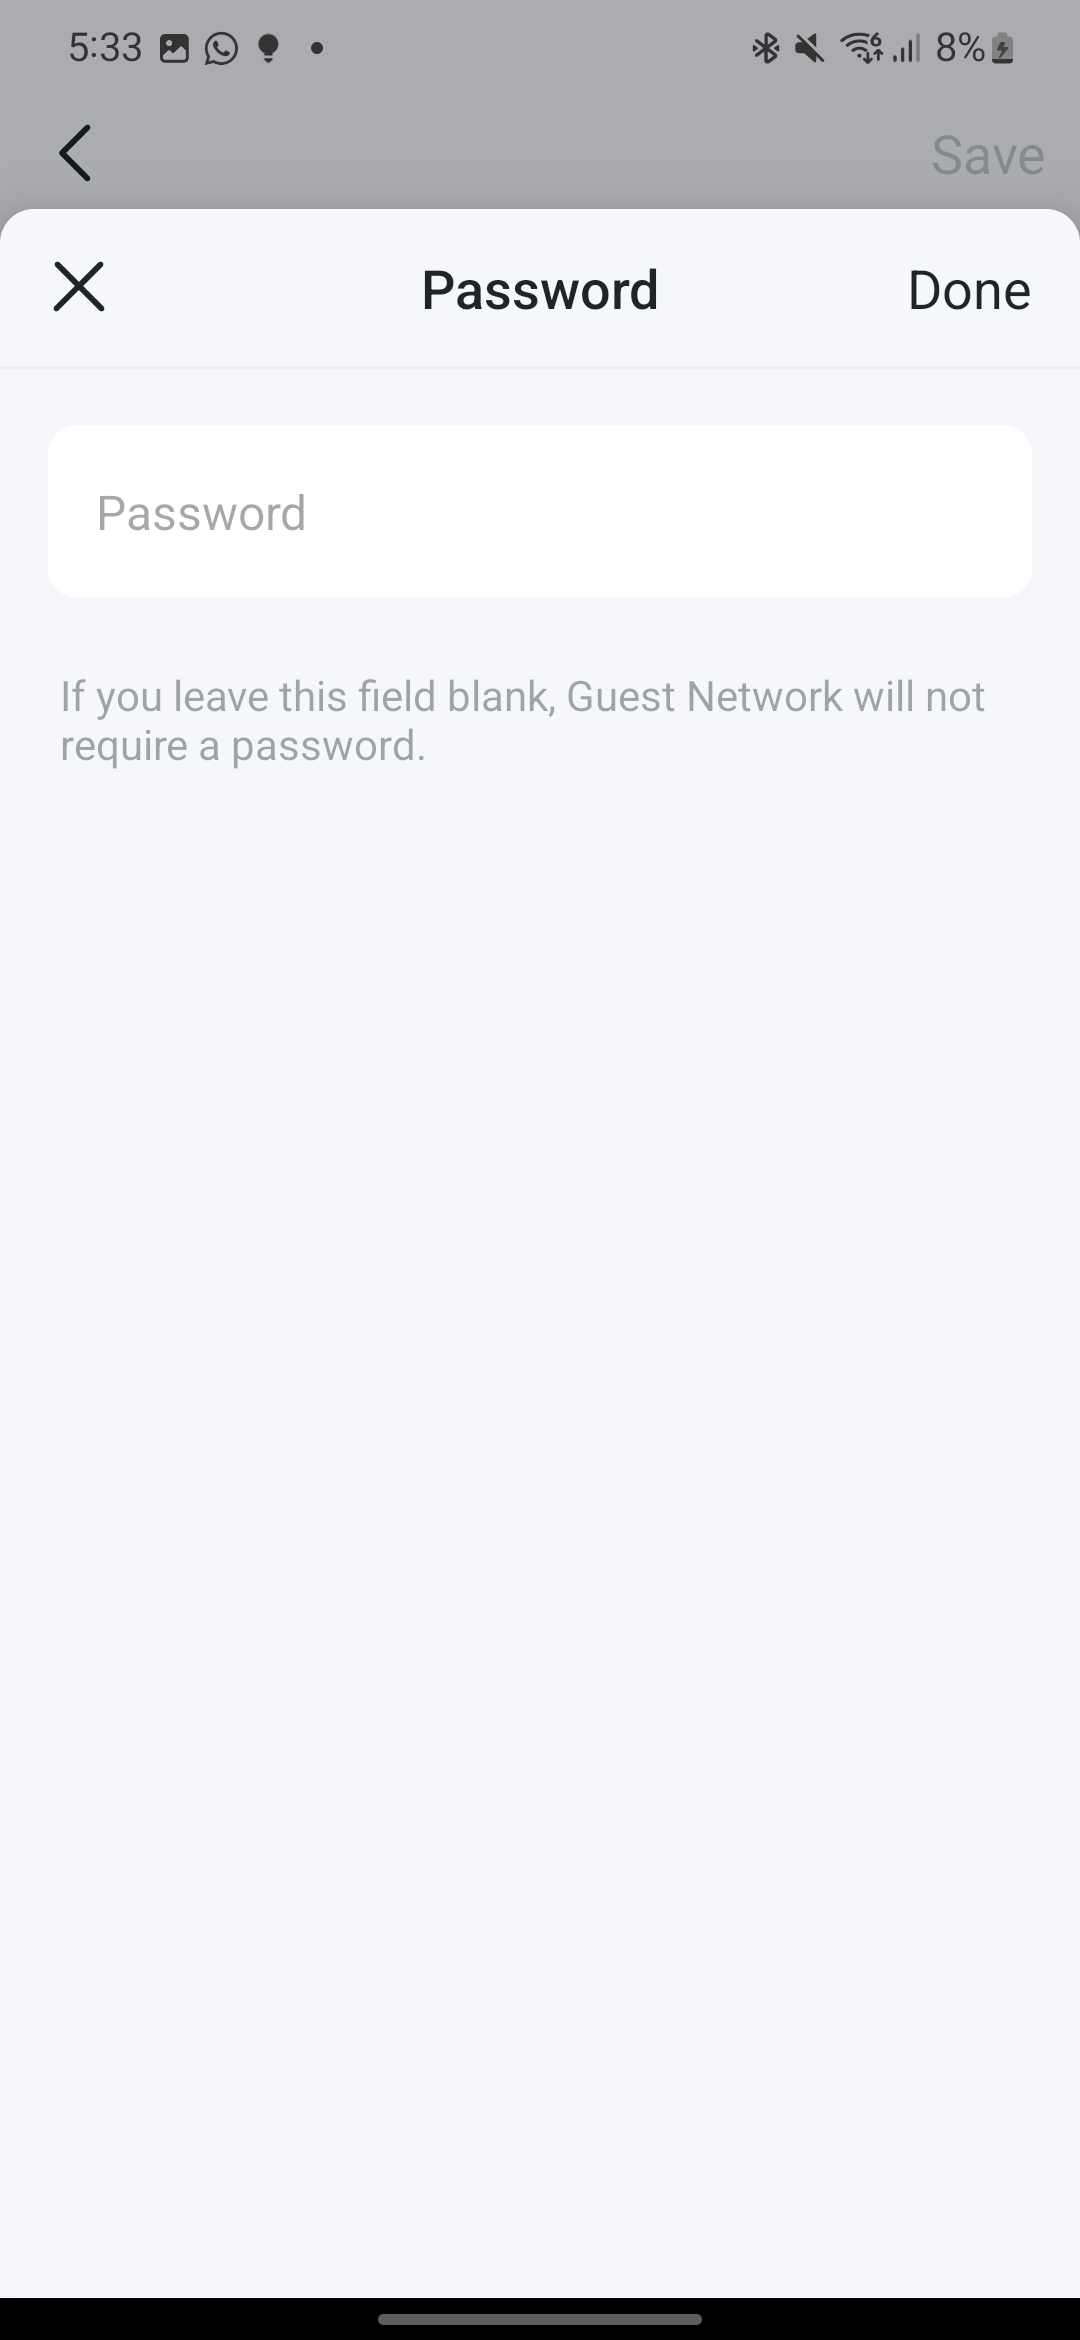 5:33 8%
Save
Password Done
Password
If you leave this field blank, Guest Network will not
require a password.